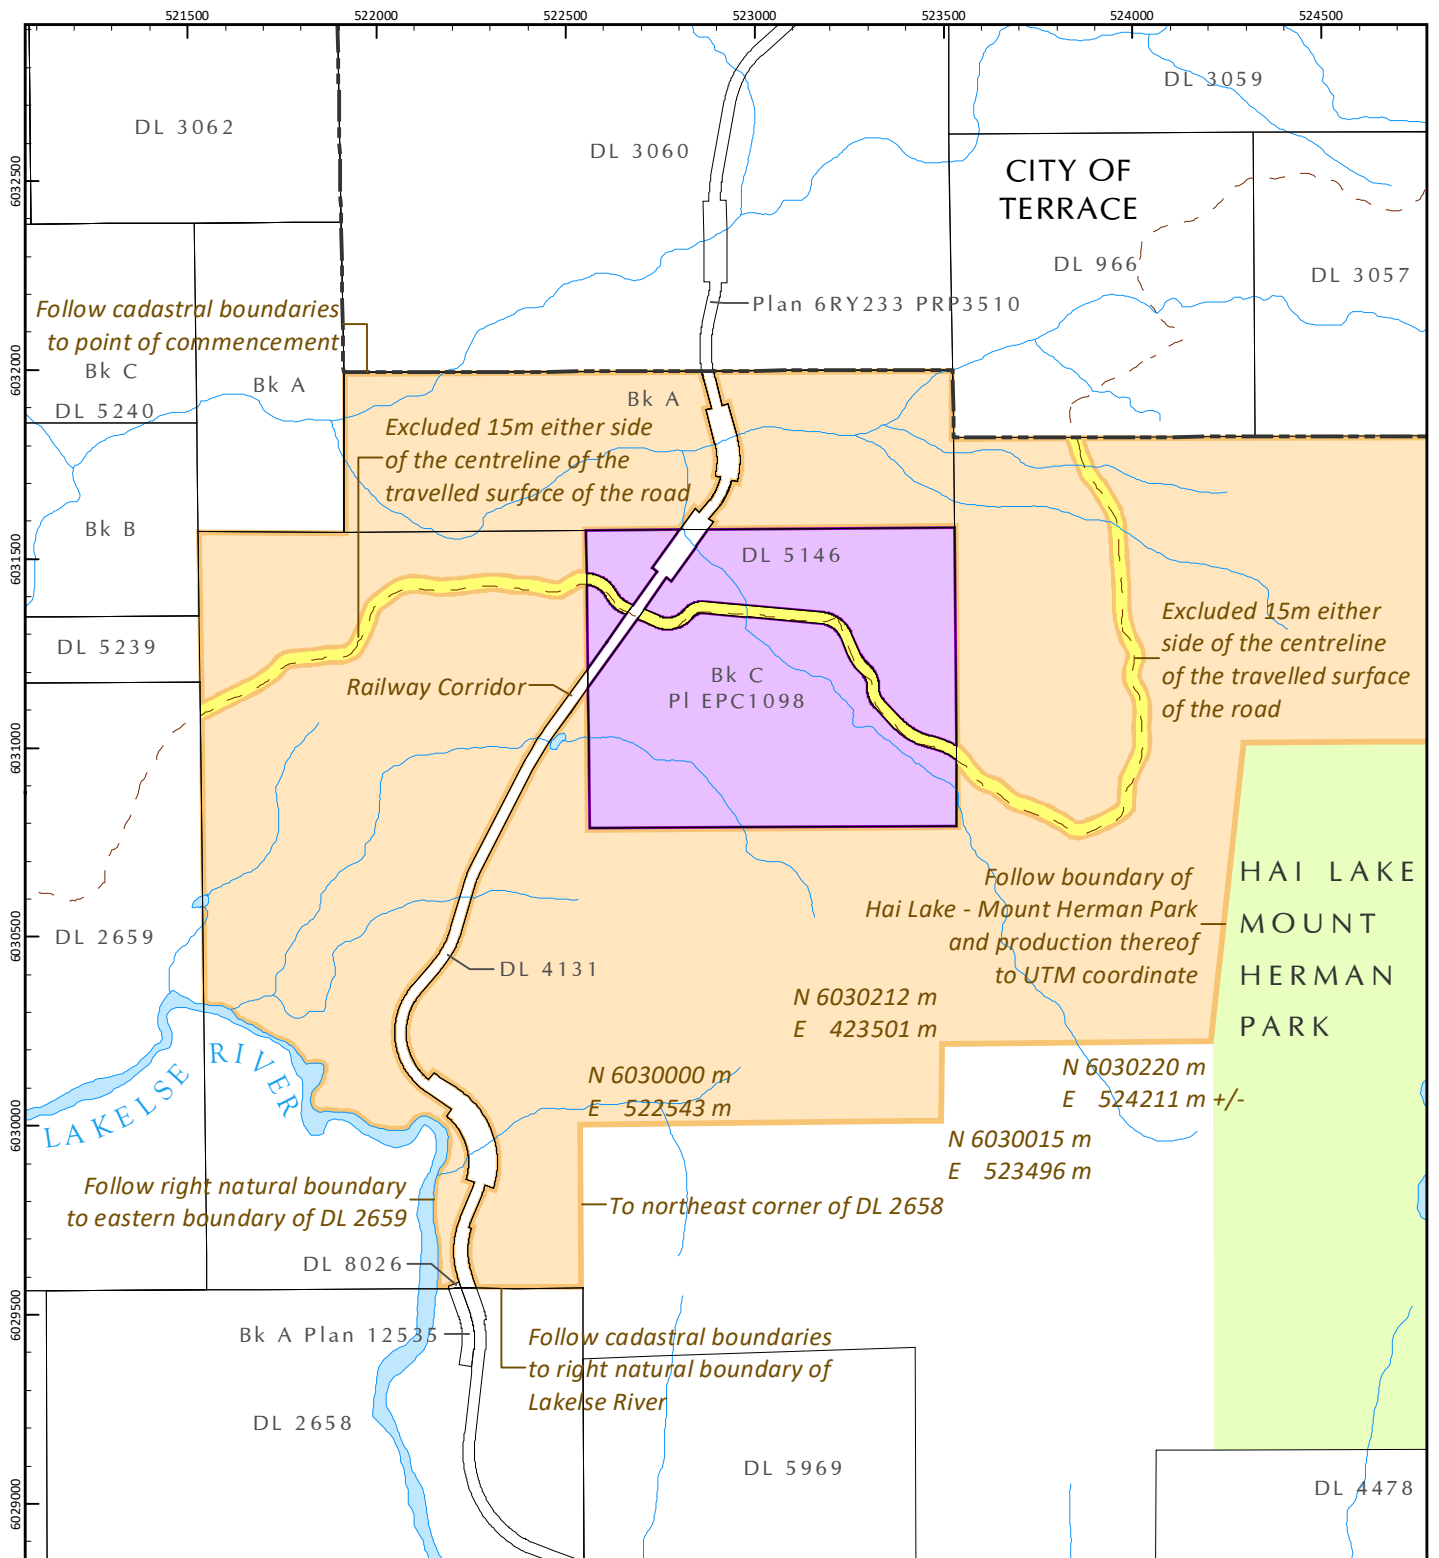 521500
522000
522500
523000
523500
524000
524500
6032500
6032000
6031500
6031000
6030500
6030000
6029500
6029000
DL 3059
DL 3062
DL 3060
CITY OF
TERRACE
DL 966
DL 3057
Plan 6RY233 PRP3510
Follow cadastral boundaries
to point of commencement
Bk C
DL 5240
Bk A
Bk A
Excluded 15m either side
of the centreline of the
travelled surface of the road
Bk B
DL 5146
DL 5239
Excluded 15m either
side of the centreline
of the travelled surface
of the road
Railway Corridor
Bk C
Pl EPC1098
HAI LAKE
MOUNT
HERMAN
PARK
Follow boundary of
Hai Lake - Mount Herman Park
and production thereof
to UTM coordinate
DL 2659
DL 4131
N 6030212 m
E 423501 m
LAKELSE RIVER
N 6030000 m
E 522543 m
N 6030220 m
E 524211 m +/-
N 6030015 m
E 523496 m
Follow right natural boundary
to eastern boundary of DL 2659
To northeast corner of DL 2658
DL 8026
Bk A Plan 12535
Follow cadastral boundaries
to right natural boundary of
Lakelse River
DL 2658
DL 5969
DL 4478